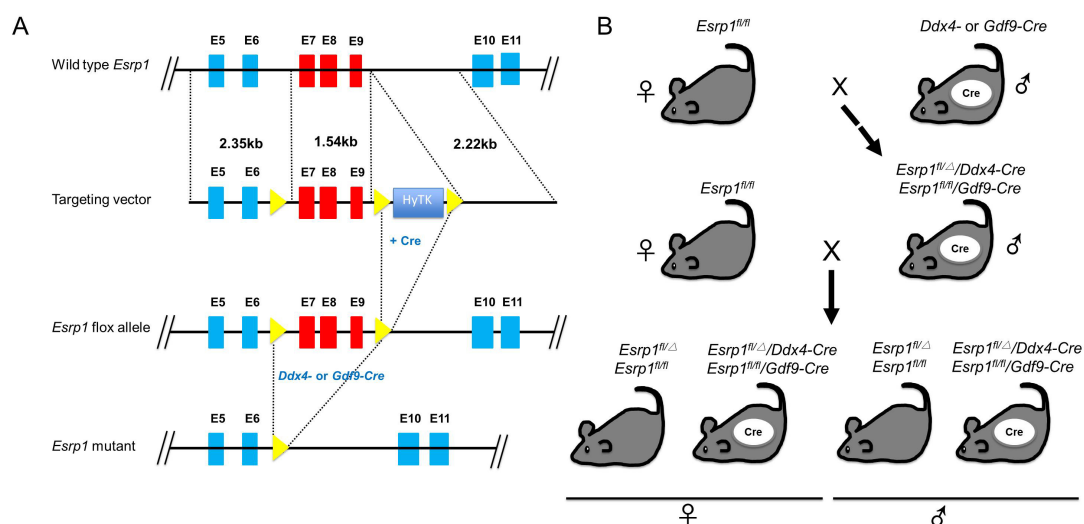 A
E5 E6 E7 E8 E9 E10 E11
Wild type Esrp1
2.35kb 1.54kb 2.22kb
E5 E6 E7 E8 E9
Targeting vector HyTK
+ Cre
E5 E6 E7 E8 E9 E10 E11
Esrp1 flox allele
Ddx4- or Gdf9-Cre
E5 E6 E10 E11
Esrp1 mutant
B
Esrp1fl/fl Ddx4- or Gdf9-Cre
♀ X Cre ♂
Esrp1fl/△/Ddx4-Cre
Esrp1fl/fl Esrp1fl/fl/Gdf9-Cre
♀ X Cre ♂
Esrp1fl/△ Esrp1fl/△/Ddx4-Cre Esrp1fl/△ Esrp1fl/△/Ddx4-Cre
Esrp1fl/fl Esrp1fl/fl/Gdf9-Cre Esrp1fl/fl Esrp1fl/fl/Gdf9-Cre
Cre Cre
♀ ♂